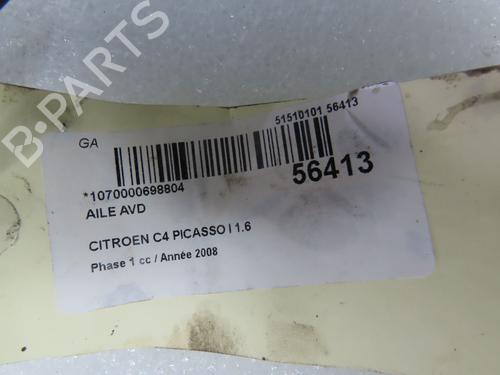 B-PARTS
GA
51510101 56413
56413
*1070000698804
AILE AVD
CITROEN C4 PICASSO I 1.6
Phase 1 cc / Année 2008